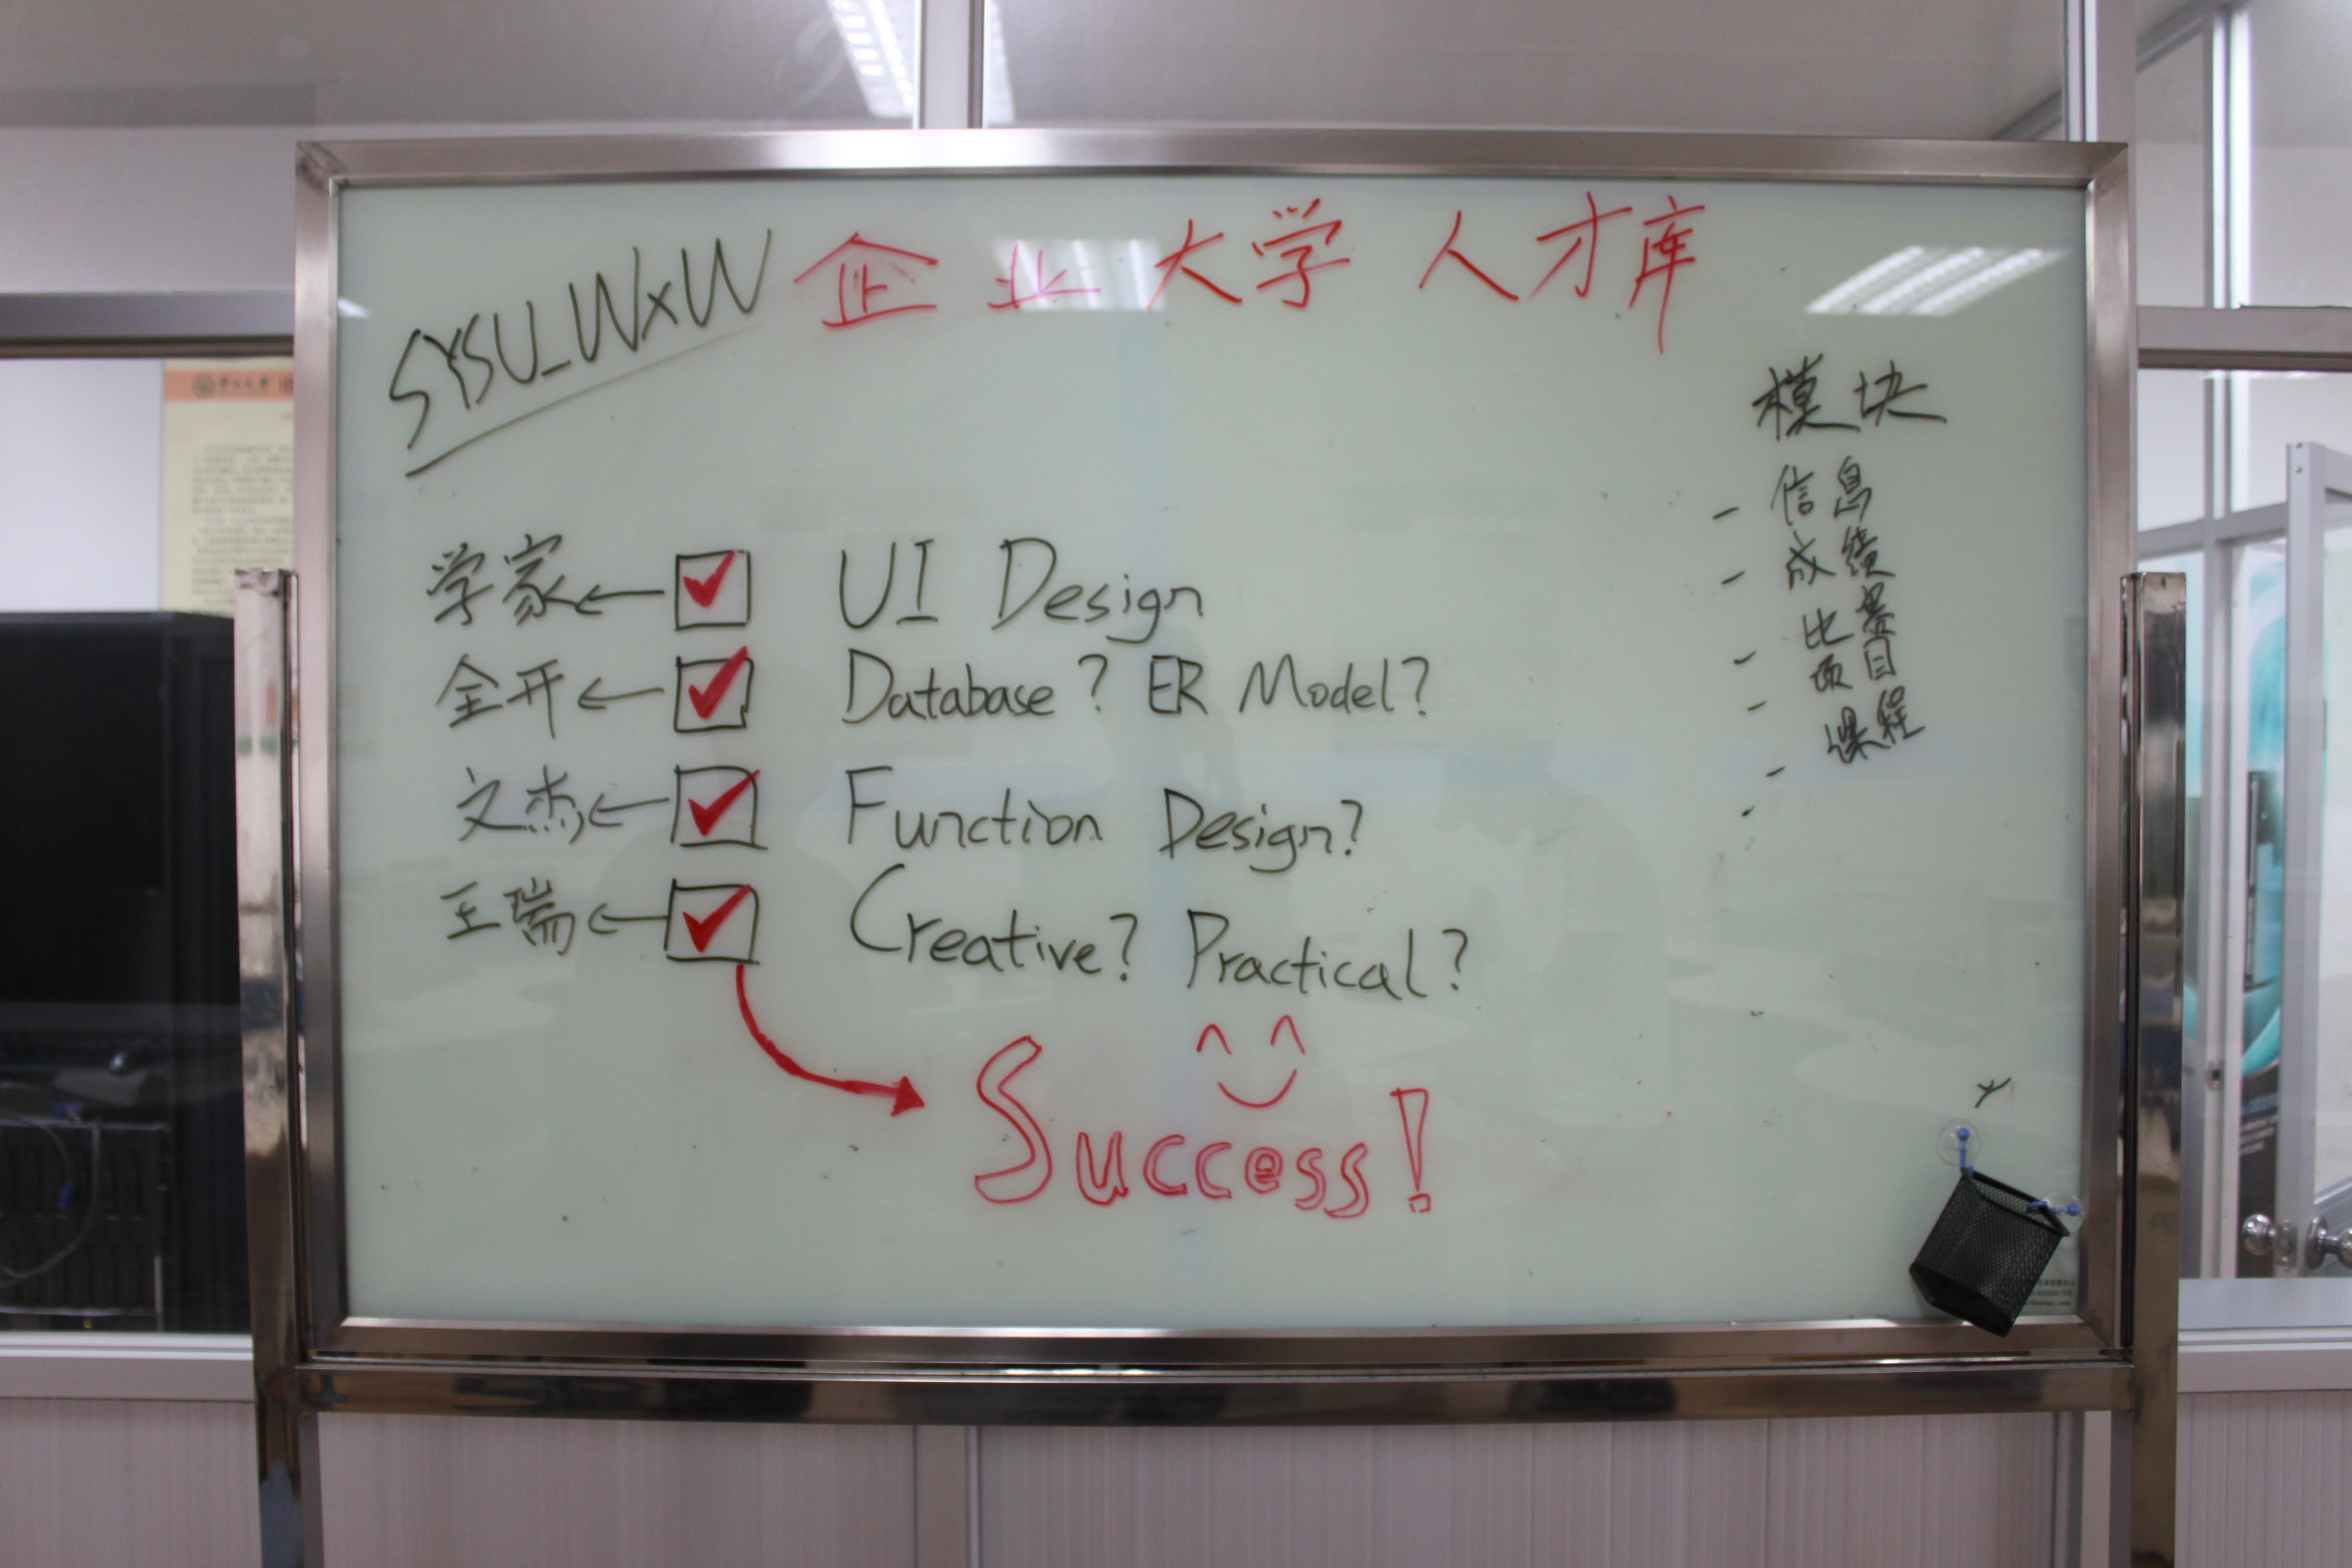 SYSU_WxW 企业大学人才库
模块
- 信息
- 成绩
- 比赛
- 项目
- 课程
学家 ← ☑ UI Design
全开 ← ☑ Database? ER Model?
文杰 ← ☑ Function Design?
王瑞 ← ☑ Creative? Practical?
Success!